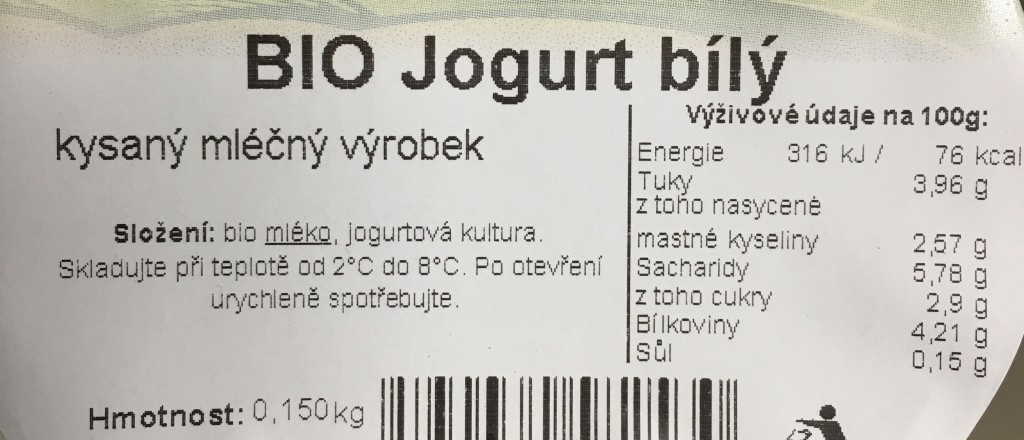 BIO Jogurt bílý
kysaný mléčný výrobek
Složení: bio mléko, jogurtová kultura.
Skladujte při teplotě od 2°C do 8°C. Po otevření
urychleně spotřebujte.
Hmotnost: 0,150kg
Výživové údaje na 100g:
Energie 316 kJ / 76 kcal
Tuky 3,96 g
z toho nasycené
mastné kyseliny 2,57 g
Sacharidy 5,78 g
z toho cukry 2,9 g
Bílkoviny 4,21 g
Sůl 0,15 g